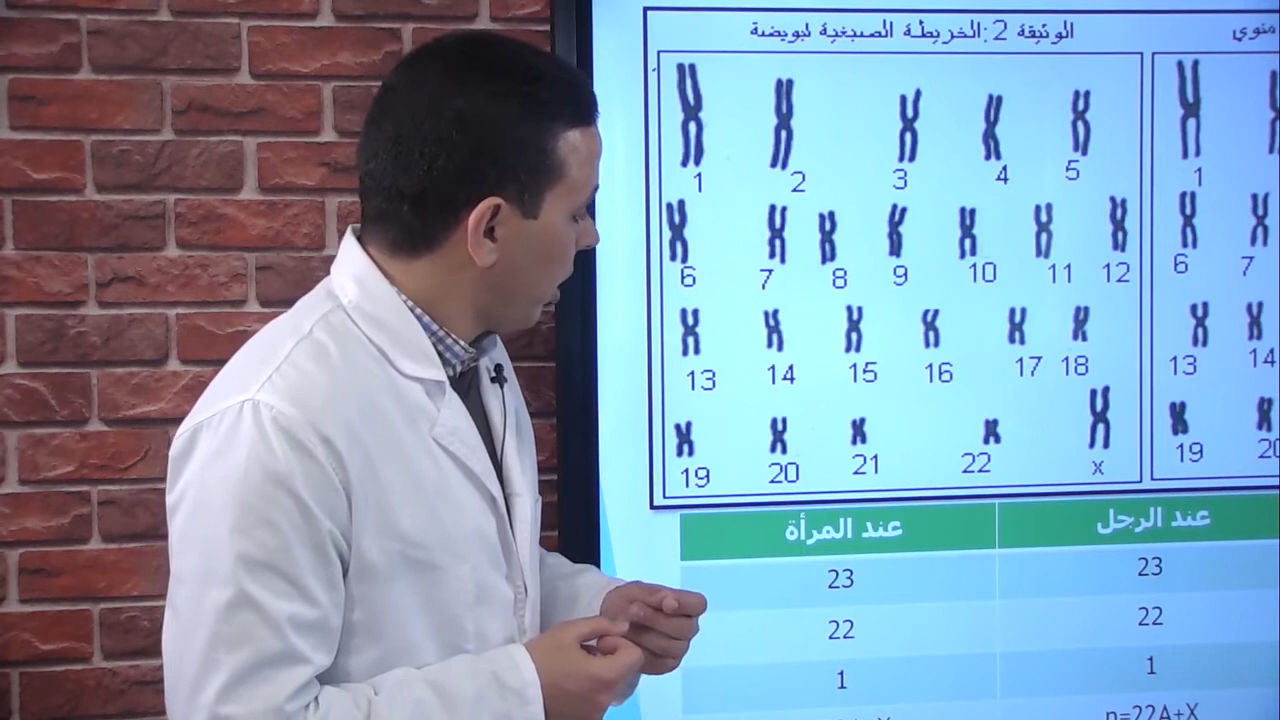 الوثيقة 2:الخريطة الصبغية لبويضة
منوي
1 2 3 4 5
6 7 8 9 10 11 12
13 14 15 16 17 18
19 20 21 22 x
1
6 7
13 14
19 20
عند المرأة عند الرجل
23 23
22 22
1 1
n=22A+X